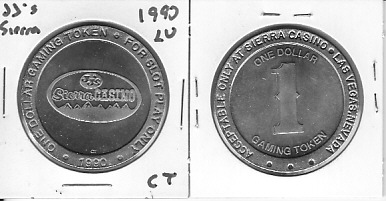 JJ's
Sierra
1990
LV
ONE DOLLAR GAMING TOKEN • FOR SLOT PLAY ONLY
JJ's
Sierra CASINO
• 1990 •
CT
ACCEPTABLE ONLY AT SIERRA CASINO • LAS VEGAS, NEVADA
ONE DOLLAR
1
GAMING TOKEN